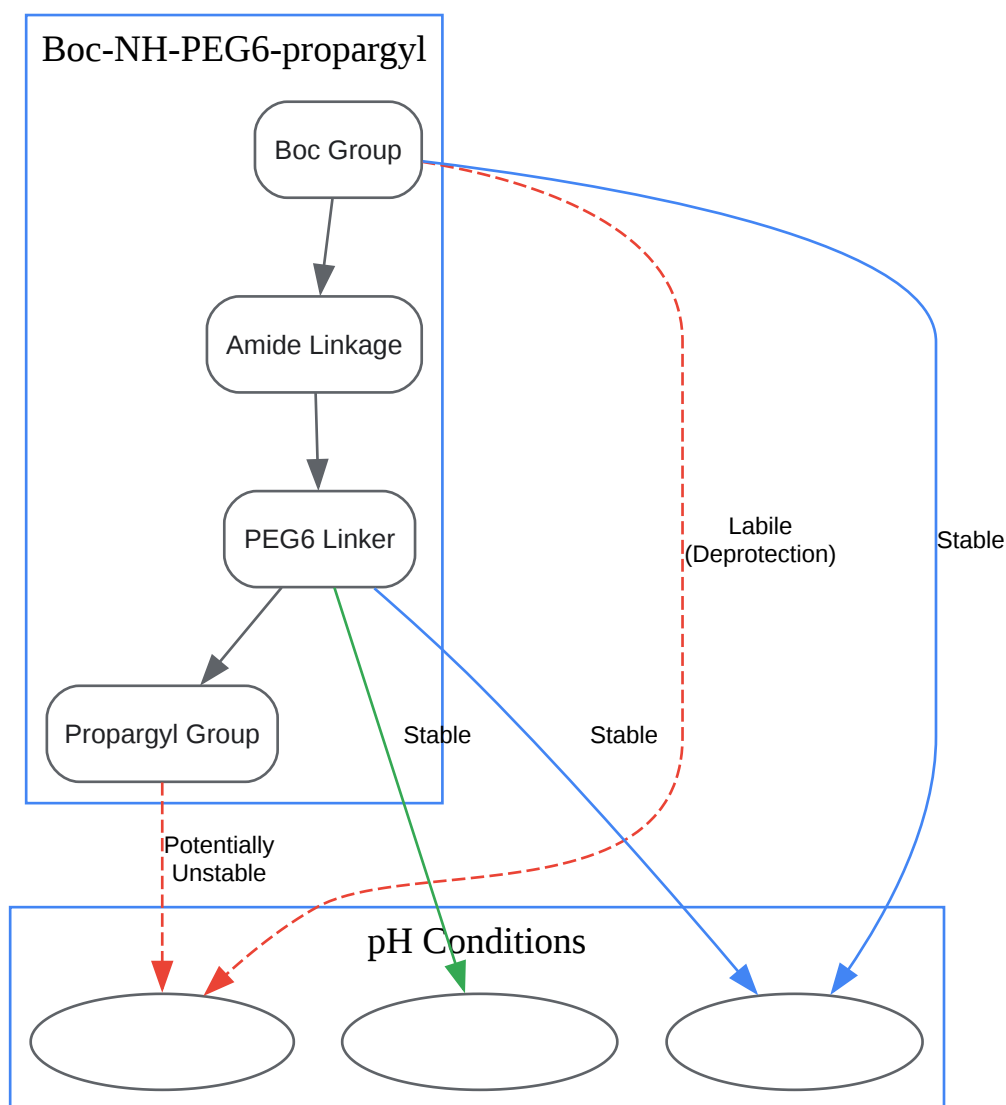 Boc-NH-PEG6-propargyl
Boc Group
Amide Linkage
PEG6 Linker
Labile
(Deprotection)
Stable
Propargyl Group
Stable
Stable
Potentially
Unstable
pH Conditions